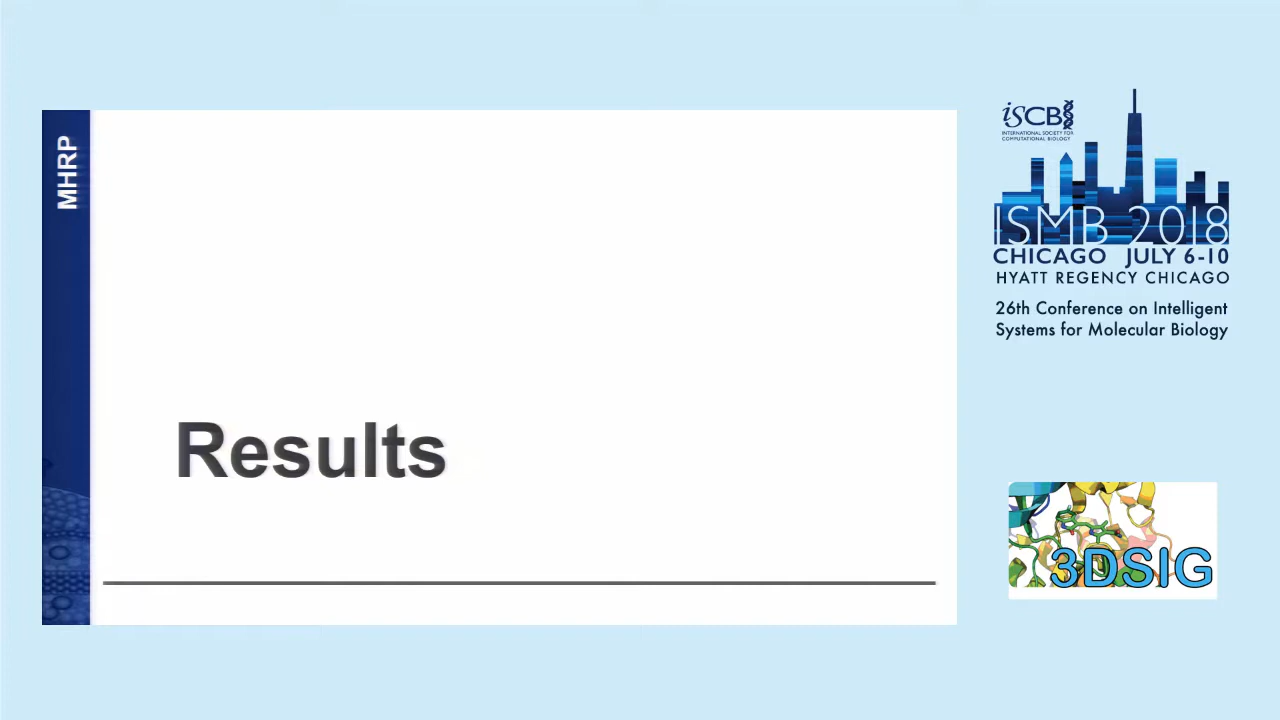 MHRP
Results
iSCB
INTERNATIONAL SOCIETY FOR
COMPUTATIONAL BIOLOGY
ISMB 2018
CHICAGO JULY 6-10
HYATT REGENCY CHICAGO
26th Conference on Intelligent
Systems for Molecular Biology
3DSIG